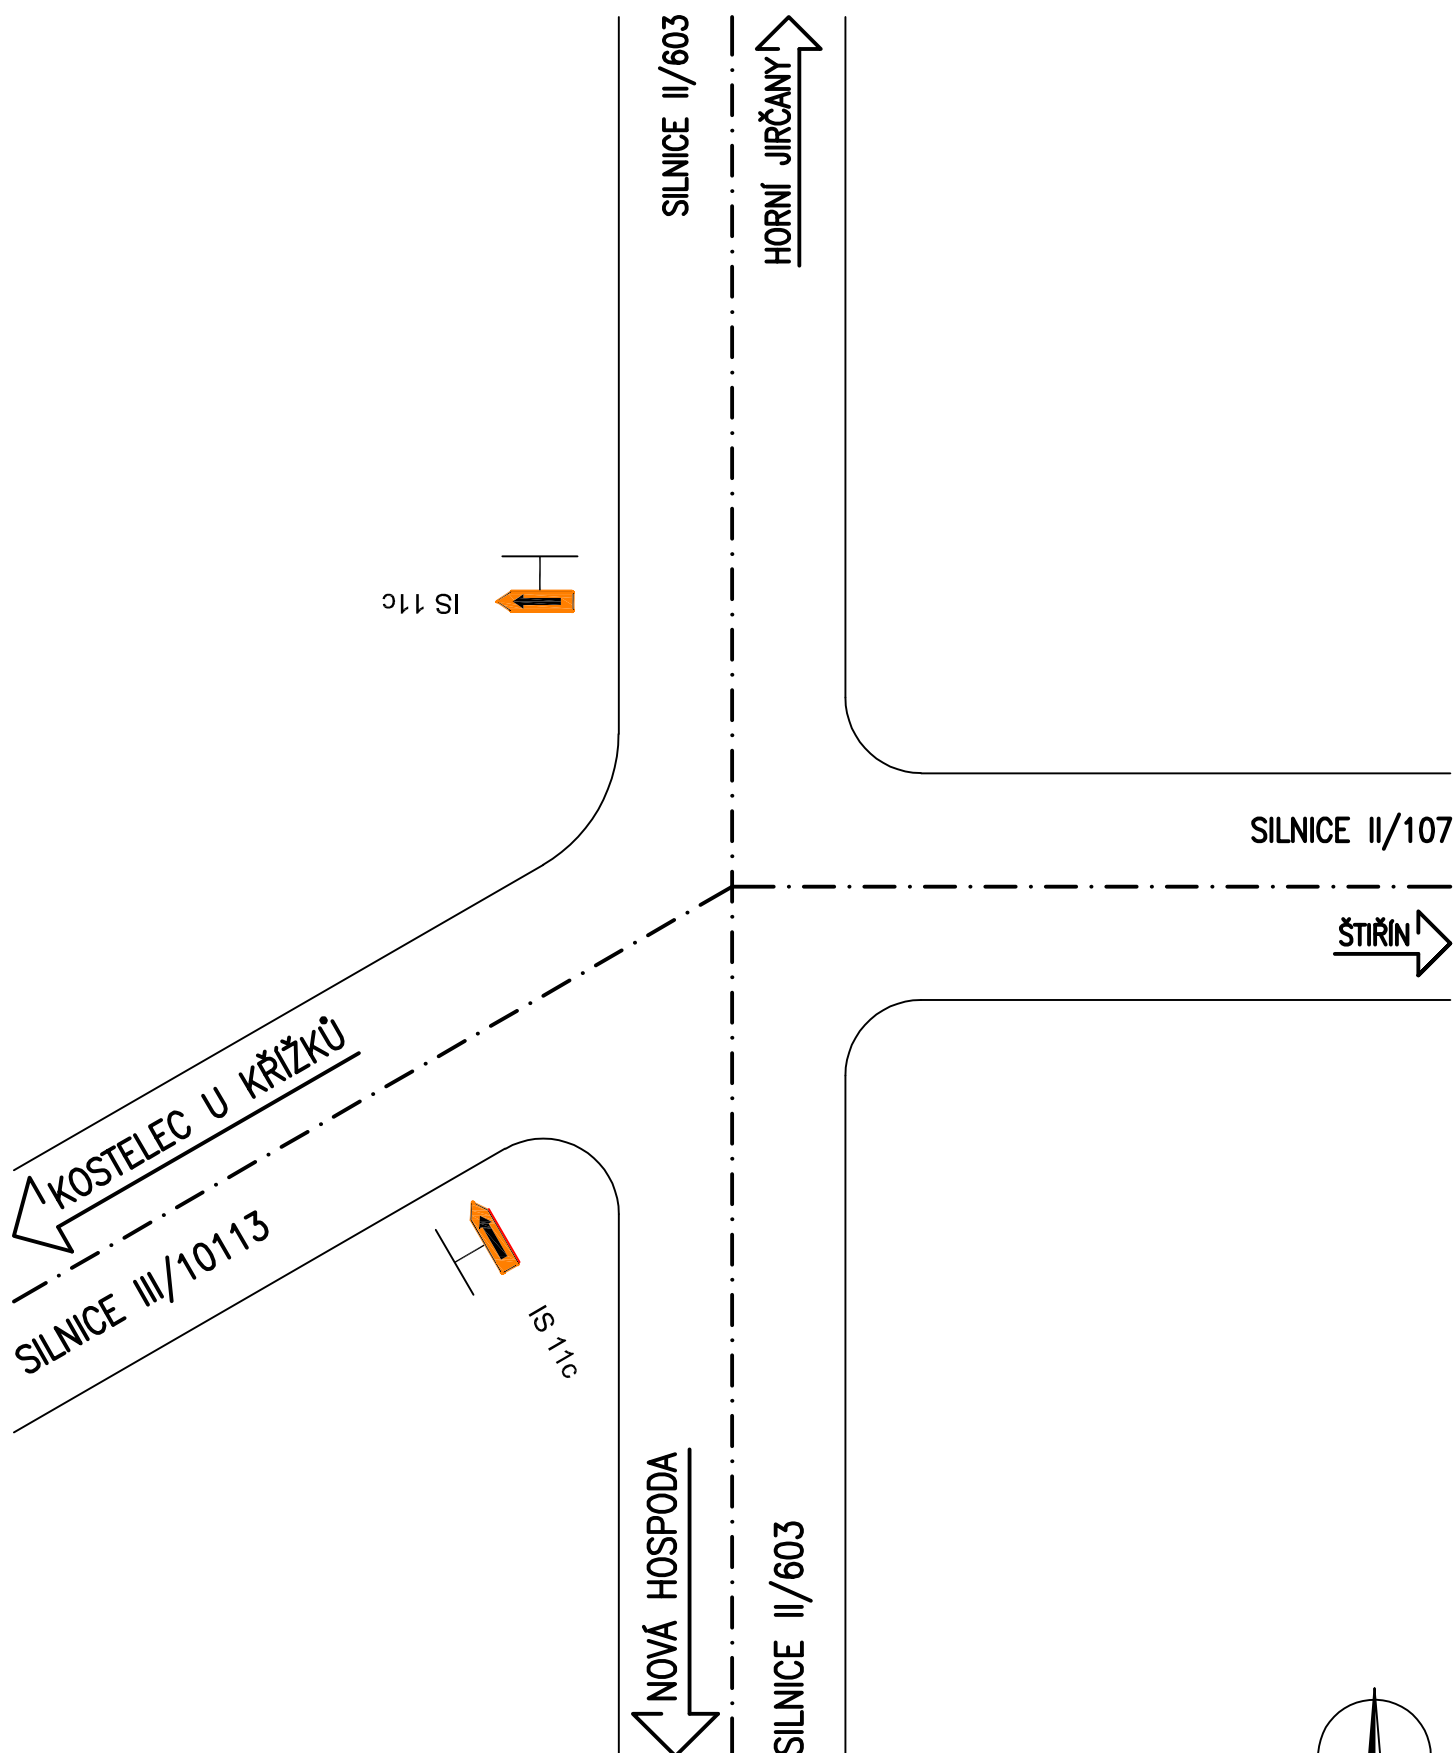 SILNICE II/603
HORNÍ JIRČANY
IS 11c
SILNICE II/107
ŠTIŘÍN
KOSTELEC U KŘÍŽKŮ
SILNICE III/10113
IS 11c
NOVÁ HOSPODA
SILNICE II/603